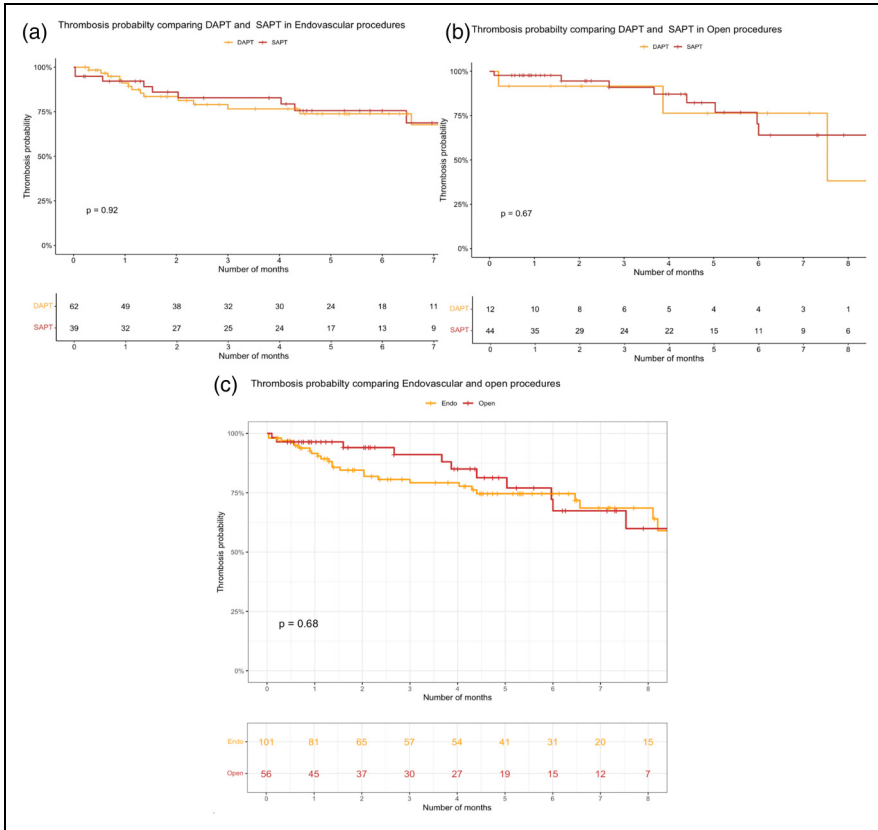 (a)
Thrombosis probabilty comparing DAPT and SAPT in Endovascular procedures
DAPT SAPT
100%
75%
50%
25%
0%
Thrombosis probability
p = 0.92
0 1 2 3 4 5 6 7
Number of months
DAPT 62 49 38 32 30 24 18 11
SAPT 39 32 27 25 24 17 13 9
0 1 2 3 4 5 6 7
Number of months
(b)
Thrombosis probabilty comparing DAPT and SAPT in Open procedures
DAPT SAPT
100%
75%
50%
25%
0%
Thrombosis probability
p = 0.67
0 1 2 3 4 5 6 7 8
Number of months
DAPT 12 10 8 6 5 4 4 3 1
SAPT 44 35 29 24 22 15 11 9 6
0 1 2 3 4 5 6 7 8
Number of months
(c)
Thrombosis probabilty comparing Endovascular and open procedures
Endo Open
100%
75%
50%
25%
0%
Thrombosis probability
p = 0.68
0 1 2 3 4 5 6 7 8
Number of months
Endo 101 81 65 57 54 41 31 20 15
Open 56 45 37 30 27 19 15 12 7
0 1 2 3 4 5 6 7 8
Number of months